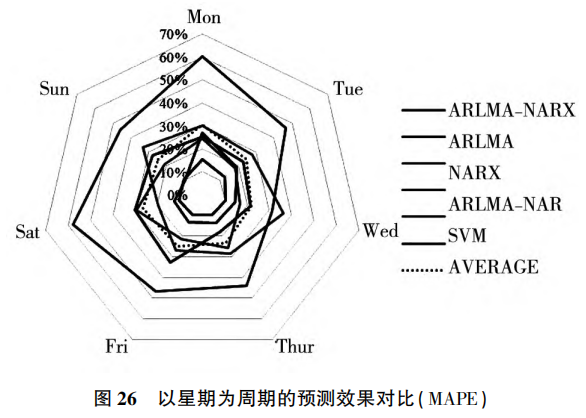 Mon
70%
60%
50%
40%
30%
20%
10%
0%
Sun
Tue
Sat
Wed
Fri
Thur
ARLMA-NARX
ARLMA
NARX
ARLMA-NAR
SVM
AVERAGE
图 26 以星期为周期的预测效果对比(MAPE)